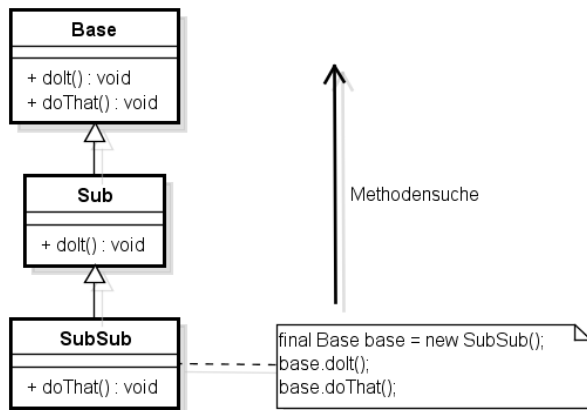 Base
+ doIt() : void
+ doThat() : void
Sub
+ doIt() : void
Methodensuche
SubSub
+ doThat() : void
final Base base = new SubSub();
base.doIt();
base.doThat();